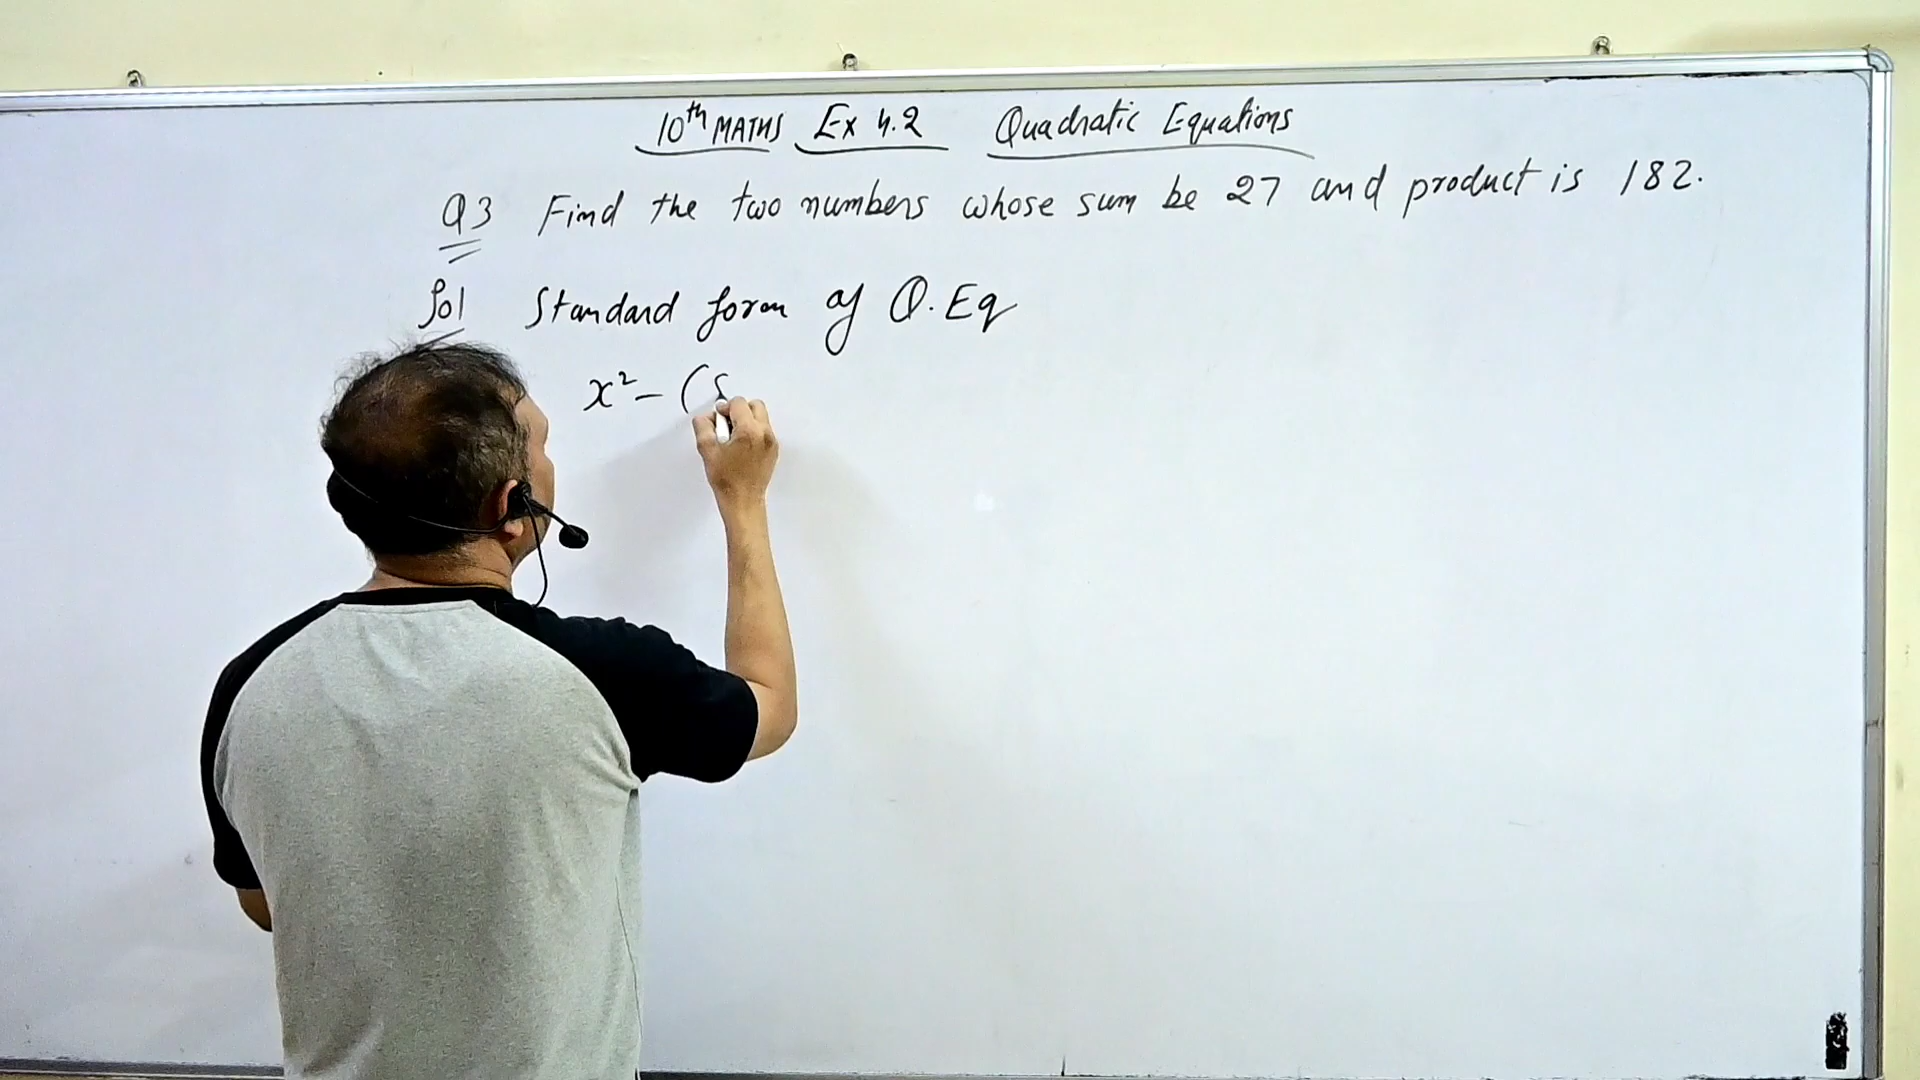 10th MATHS Ex 4.2 Quadratic Equations
Q3 Find the two numbers whose sum be 27 and product is 182.
Sol Standard form of Q.Eq
x² - (S